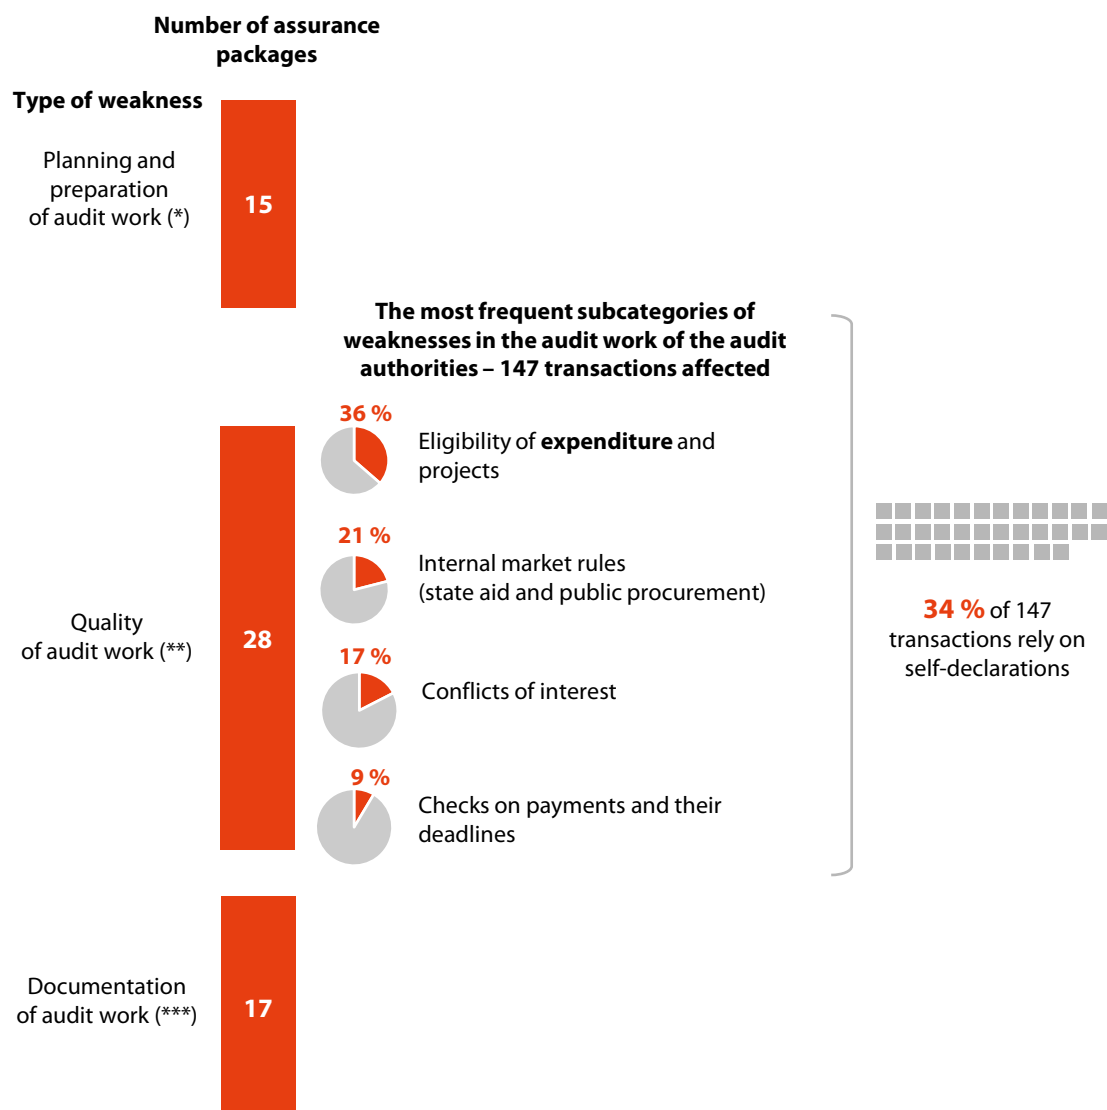 Number of assurance
packages
Type of weakness
Planning and
preparation
of audit work (*)
15
The most frequent subcategories of
weaknesses in the audit work of the audit
authorities – 147 transactions affected
36 %
Eligibility of expenditure and
projects
21 %
Internal market rules
(state aid and public procurement)
Quality
of audit work (**)
28
17 %
Conflicts of interest
9 %
Checks on payments and their
deadlines
34 % of 147
transactions rely on
self-declarations
Documentation
of audit work (***)
17